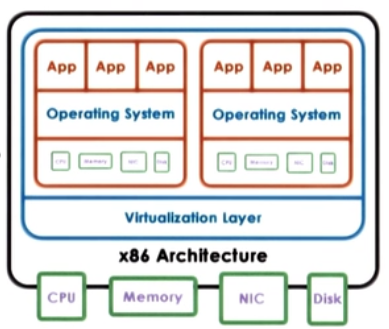 App App App App App App
Operating System Operating System
CPU Memory NIC Disk CPU Memory NIC Disk
Virtualization Layer
x86 Architecture
CPU Memory NIC Disk